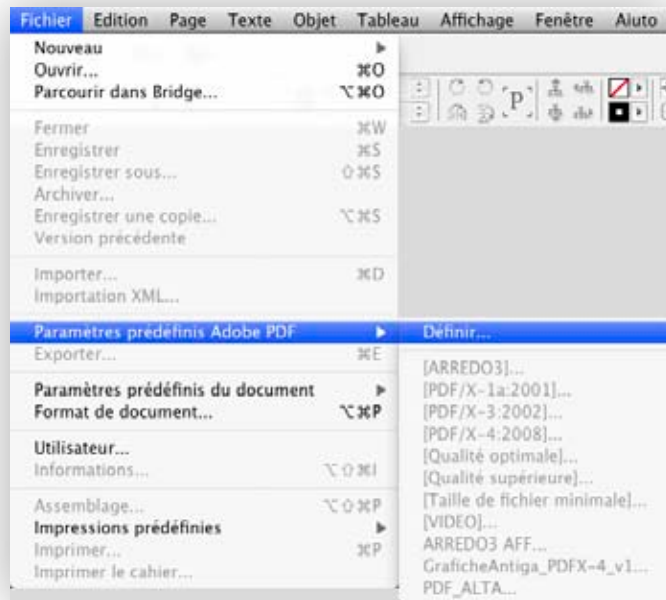 Fichier Edition Page Texte Objet Tableau Affichage Fenêtre Aiuto
Nouveau
Ouvrir... ⌘O
Parcourir dans Bridge... ⌥⌘O
Fermer ⌘W
Enregistrer ⌘S
Enregistrer sous... ⇧⌘S
Archiver...
Enregistrer une copie... ⌥⌘S
Version précédente
Importer... ⌘D
Importation XML...
Paramètres prédéfinis Adobe PDF
Exporter... ⌘E
Paramètres prédéfinis du document
Format de document... ⌥⌘P
Utilisateur...
Informations... ⌥⇧⌘I
Assemblage... ⌥⇧⌘P
Impressions prédéfinies
Imprimer... ⌘P
Imprimer le cahier...
P
Définir...
[ARREDO3]...
[PDF/X-1a:2001]...
[PDF/X-3:2002]...
[PDF/X-4:2008]...
[Qualité optimale]...
[Qualité supérieure]...
[Taille de fichier minimale]...
[VIDEO]...
ARREDO3 AFF...
GraficheAntiga_PDFX-4_v1...
PDF_ALTA...